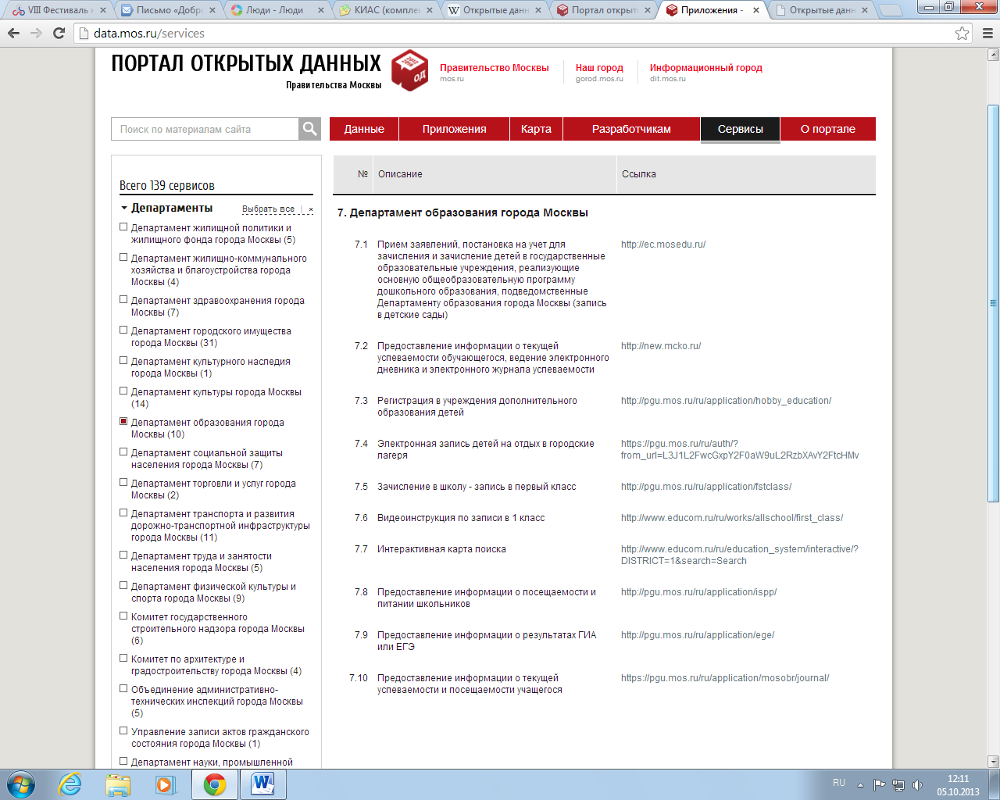 VIII Фестиваль
Письмо «Добр
Люди - Люди
КИАС (компле
Открытые данн
Портал открыт
Приложения -
Открытые данн
data.mos.ru/services
ПОРТАЛ ОТКРЫТЫХ ДАННЫХ
Правительства Москвы
ОД
Правительство Москвы
mos.ru
Наш город
gorod.mos.ru
Информационный город
dit.mos.ru
Поиск по материалам сайта
Данные
Приложения
Карта
Разработчикам
Сервисы
О портале
Всего 139 сервисов
Департаменты
Выбрать все | ×
Департамент жилищной политики и
жилищного фонда города Москвы (5)
Департамент жилищно-коммунального
хозяйства и благоустройства города
Москвы (4)
Департамент здравоохранения города
Москвы (7)
Департамент городского имущества
города Москвы (31)
Департамент культурного наследия
города Москвы (1)
Департамент культуры города Москвы
(14)
Департамент образования города
Москвы (10)
Департамент социальной защиты
населения города Москвы (7)
Департамент торговли и услуг города
Москвы (2)
Департамент транспорта и развития
дорожно-транспортной инфраструктуры
города Москвы (11)
Департамент труда и занятости
населения города Москвы (5)
Департамент физической культуры и
спорта города Москвы (9)
Комитет государственного
строительного надзора города Москвы
(6)
Комитет по архитектуре и
градостроительству города Москвы (4)
Объединение административно-
технических инспекций города Москвы
(5)
Управление записи актов гражданского
состояния города Москвы (1)
Департамент науки, промышленной
№ Описание Ссылка
7. Департамент образования города Москвы
7.1 Прием заявлений, постановка на учет для http://ec.mosedu.ru/
зачисления и зачисление детей в государственные
образовательные учреждения, реализующие
основную общеобразовательную программу
дошкольного образования, подведомственные
Департаменту образования города Москвы (запись
в детские сады)
7.2 Предоставление информации о текущей http://new.mcko.ru/
успеваемости обучающегося, ведение электронного
дневника и электронного журнала успеваемости
7.3 Регистрация в учреждения дополнительного http://pgu.mos.ru/ru/application/hobby_education/
образования детей
7.4 Электронная запись детей на отдых в городские https://pgu.mos.ru/ru/auth/?
лагеря from_url=L3J1L2FwcGxpY2F0aW9uL2RzbXAvY2FtcHMv
7.5 Зачисление в школу - запись в первый класс http://pgu.mos.ru/ru/application/fstclass/
7.6 Видеоинструкция по записи в 1 класс http://www.educom.ru/ru/works/allschool/first_class/
7.7 Интерактивная карта поиска http://www.educom.ru/ru/education_system/interactive/?
DISTRICT=1&search=Search
7.8 Предоставление информации о посещаемости и http://pgu.mos.ru/ru/application/ispp/
питании школьников
7.9 Предоставление информации о результатах ГИА http://pgu.mos.ru/ru/application/ege/
или ЕГЭ
7.10 Предоставление информации о текущей https://pgu.mos.ru/ru/application/mosobr/journal/
успеваемости и посещаемости учащегося
RU
12:11
05.10.2013